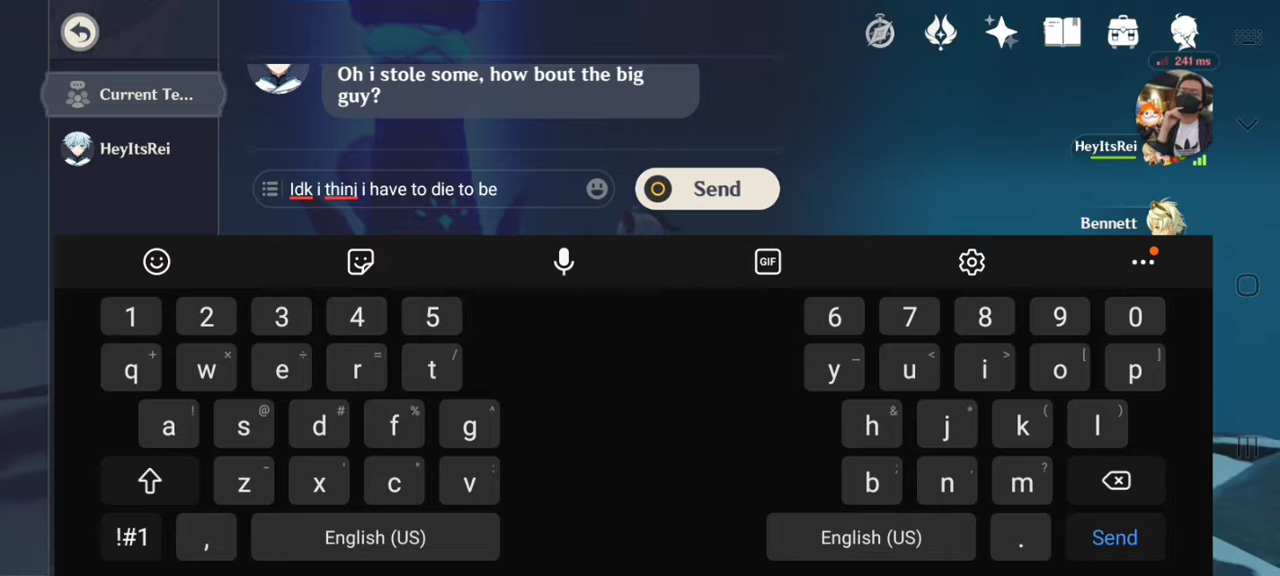 241 ms
Current Te...
Oh i stole some, how bout the big
guy?
HeyItsRei
HeyItsRei
Idk i thinj i have to die to be
Send
Bennett
GIF
1 2 3 4 5 6 7 8 9 0
q + w × e ÷ r = t / y _ u < i > o [ p ]
a ! s @ d # f % g ^ h & j * k ( l )
z - x ' c " v : b ; n , m ?
!#1 , English (US) English (US) . Send